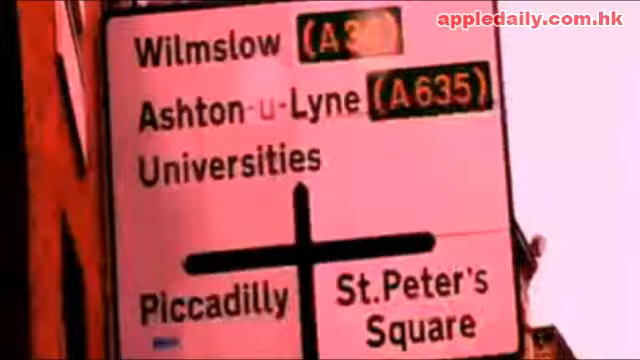 appledaily.com.hk
Wilmslow
Ashton-u-Lyne (A635)
Universities
Piccadilly
St.Peter's
Square